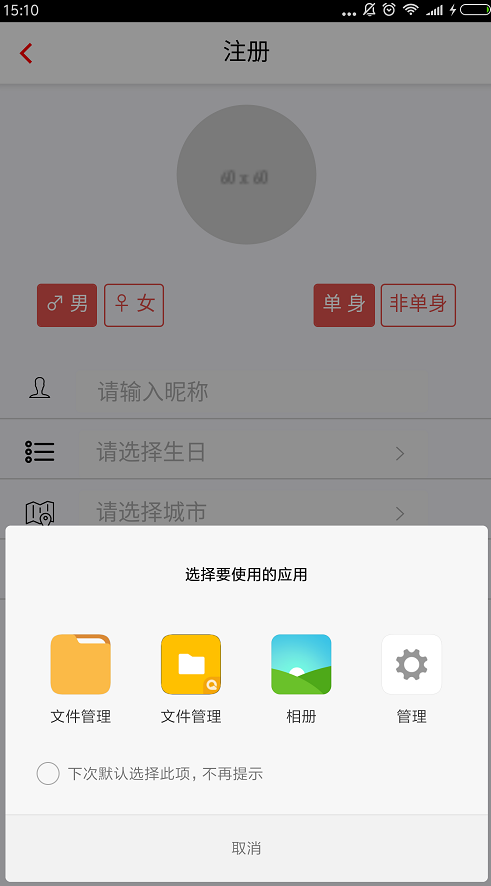 15:10
注册
60 x 60
♂ 男 ♀ 女 单 身 非单身
请输入昵称
请选择生日
请选择城市
选择要使用的应用
文件管理 文件管理 相册 管理
下次默认选择此项，不再提示
取消